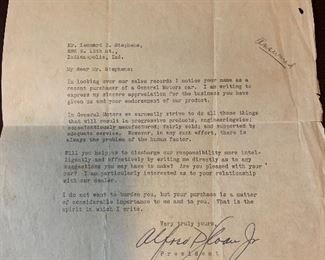 Answered
Mr. Leonard D. Stephens,
W. 12th St.,
Indianapolis, Ind.
My dear Mr. Stephens:
In looking over our sales records I notice your name as a
recent purchaser of a General Motors car. I am writing to
express my sincere appreciation for the business you have
given us and your endorsement of our product.
In General Motors we strive earnestly to do all those things
that will result in progressive products, engineeringwise;
conscientiously manufactured; fairly sold; and supported by
adequate service. However, in any such effort, there is
always the problem of the human factor.
Will you help us to discharge our responsibility more intel-
ligently and effectively by writing me directly as to any
suggestions you may have to make? Are you pleased with your
car? I am particularly interested as to your relationship
with our dealer.
I do not want to burden you, but your purchase is a matter
of considerable importance to me and to you. That is the
spirit in which I write.
Very truly yours,
Alfred P. Sloan Jr
President